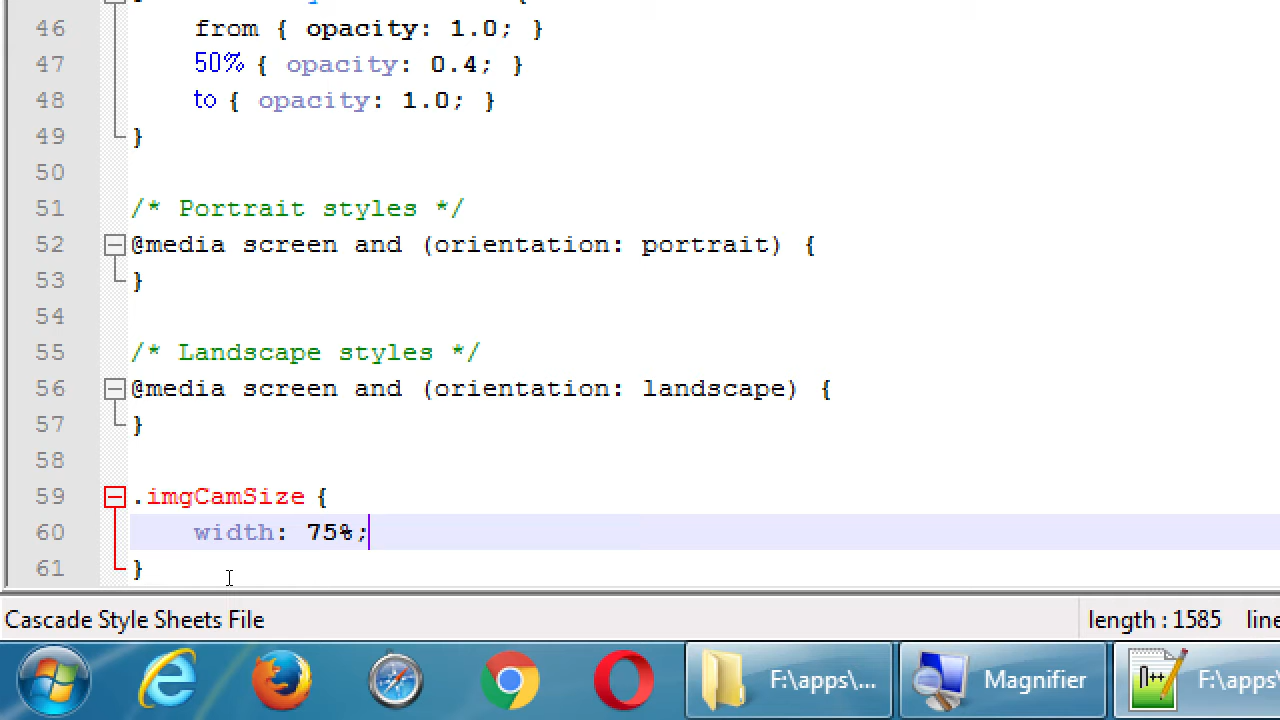 46 from { opacity: 1.0; }
47 50% { opacity: 0.4; }
48 to { opacity: 1.0; }
49 }
50
51 /* Portrait styles */
52 @media screen and (orientation: portrait) {
53 }
54
55 /* Landscape styles */
56 @media screen and (orientation: landscape) {
57 }
58
59 .imgCamSize {
60 width: 75%;
61 }
Cascade Style Sheets File length : 1585 line
F:\apps\... Magnifier F:\apps\